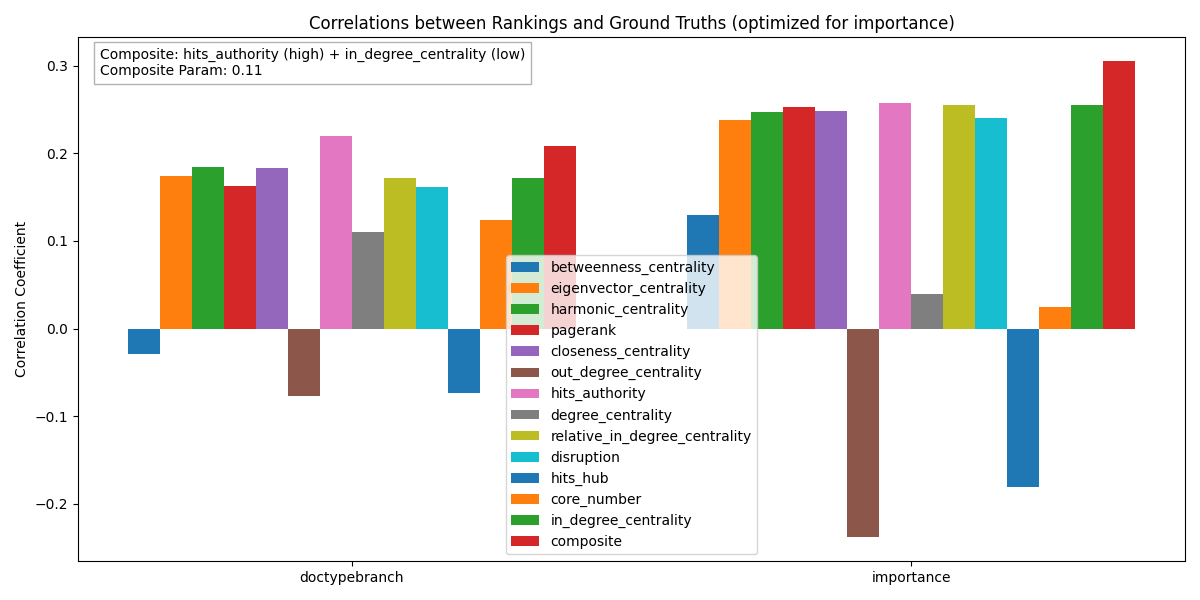 Correlations between Rankings and Ground Truths (optimized for importance)
Composite: hits_authority (high) + in_degree_centrality (low)
Composite Param: 0.11
Correlation Coefficient
0.3
0.2
0.1
0.0
−0.1
−0.2
betweenness_centrality
eigenvector_centrality
harmonic_centrality
pagerank
closeness_centrality
out_degree_centrality
hits_authority
degree_centrality
relative_in_degree_centrality
disruption
hits_hub
core_number
in_degree_centrality
composite
doctypebranch
importance